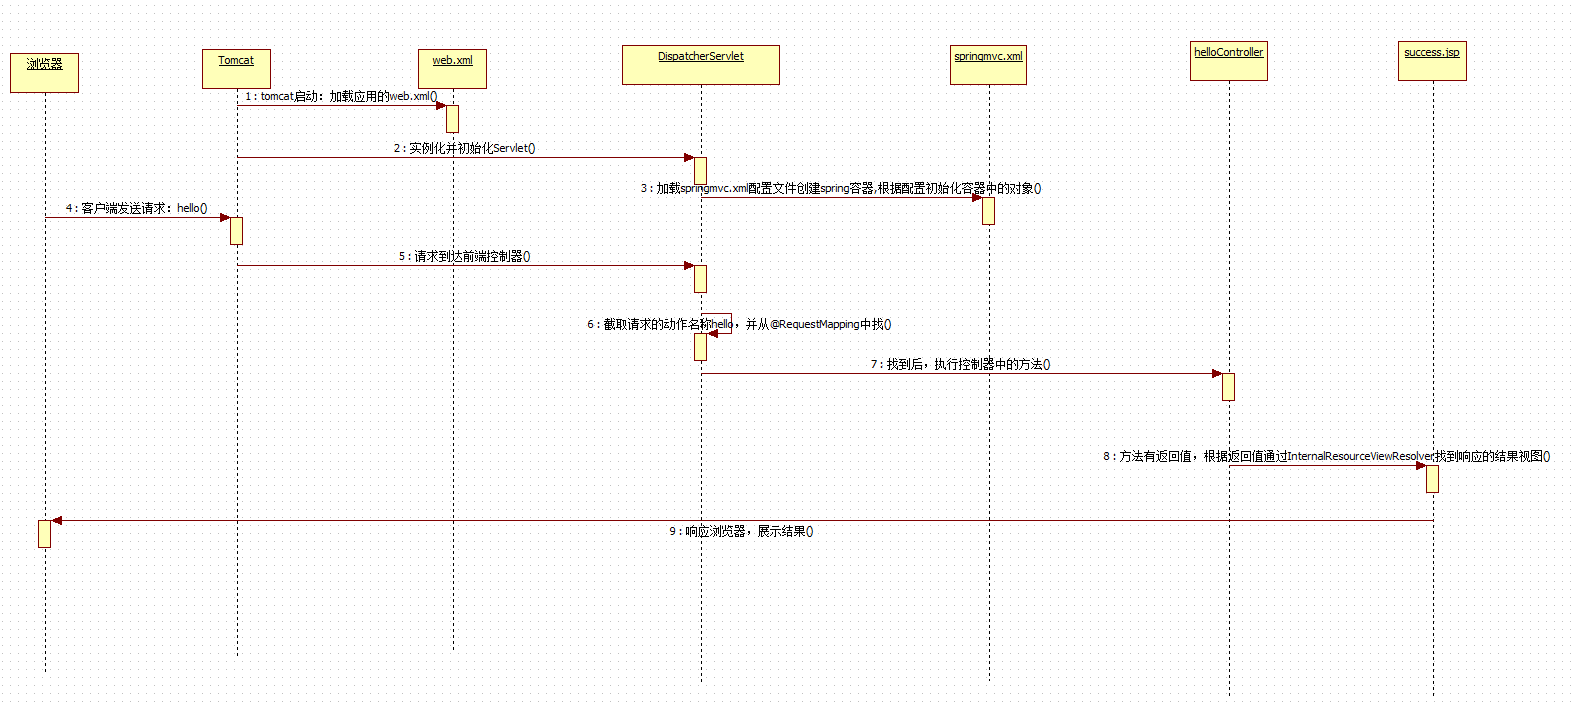 浏览器
Tomcat
web.xml
DispatcherServlet
springmvc.xml
helloController
success.jsp
1 : tomcat启动：加载应用的web.xml()
2 : 实例化并初始化Servlet()
3 : 加载springmvc.xml配置文件创建spring容器,根据配置初始化容器中的对象()
4 : 客户端发送请求：hello()
5 : 请求到达前端控制器()
6 : 截取请求的动作名称hello，并从@RequestMapping中找()
7 : 找到后，执行控制器中的方法()
8 : 方法有返回值，根据返回值通过InternalResourceViewResolver找到响应的结果视图()
9 : 响应浏览器，展示结果()